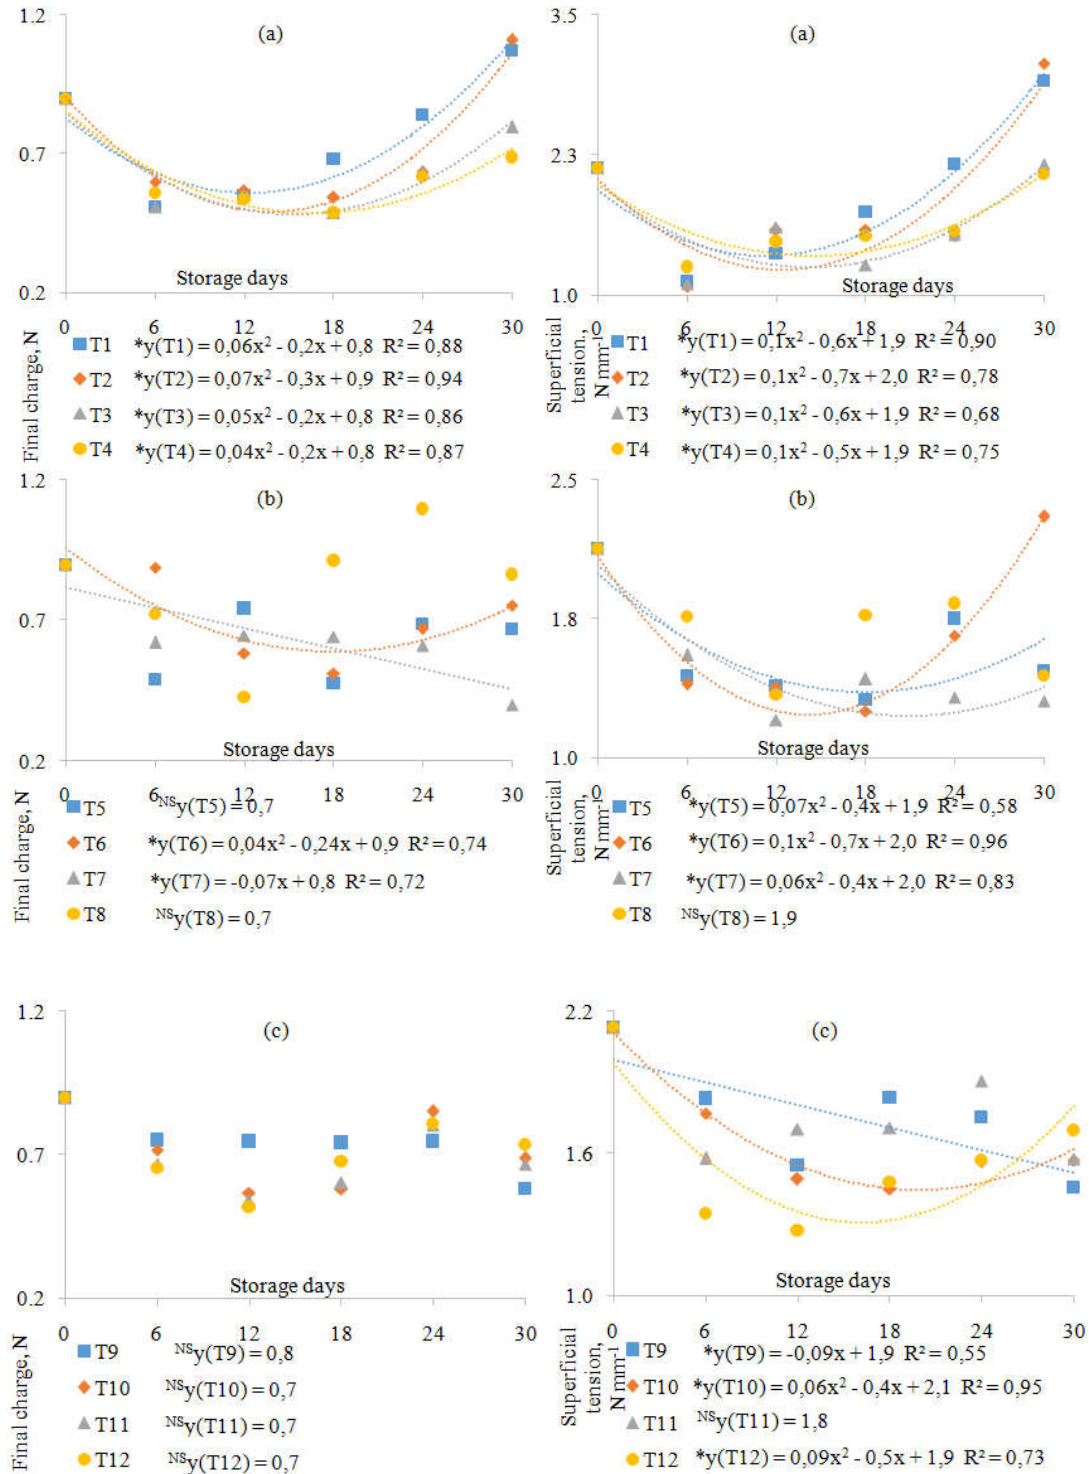 1.2
(a)
0.7
Storage days
0.2
0 6 12 18 24 30
Final charge, N
T1 *y(T1) = 0,06x² - 0,2x + 0,8 R² = 0,88
T2 *y(T2) = 0,07x² - 0,3x + 0,9 R² = 0,94
T3 *y(T3) = 0,05x² - 0,2x + 0,8 R² = 0,86
T4 *y(T4) = 0,04x² - 0,2x + 0,8 R² = 0,87
3.5
(a)
2.3
Storage days
1.0
0 6 12 18 24 30
Superficial
tension.,
N mm⁻¹
T1 *y(T1) = 0,1x² - 0,6x + 1,9 R² = 0,90
T2 *y(T2) = 0,1x² - 0,7x + 2,0 R² = 0,78
T3 *y(T3) = 0,1x² - 0,6x + 1,9 R² = 0,68
T4 *y(T4) = 0,1x² - 0,5x + 1,9 R² = 0,75
1.2
(b)
0.7
Storage days
0.2
0 6 12 18 24 30
Final charge, N
T5 ᴺˢy(T5) = 0,7
T6 *y(T6) = 0,04x² - 0,24x + 0,9 R² = 0,74
T7 *y(T7) = -0,07x + 0,8 R² = 0,72
T8 ᴺˢy(T8) = 0,7
2.5
(b)
1.8
Storage days
1.0
0 6 12 18 24 30
Superficial
tension,
N mm⁻¹
T5 *y(T5) = 0,07x² - 0,4x + 1,9 R² = 0,58
T6 *y(T6) = 0,1x² - 0,7x + 2,0 R² = 0,96
T7 *y(T7) = 0,06x² - 0,4x + 2,0 R² = 0,83
T8 ᴺˢy(T8) = 1,9
1.2
(c)
0.7
Storage days
0.2
0 6 12 18 24 30
Final charge, N
T9 ᴺˢy(T9) = 0,8
T10 ᴺˢy(T10) = 0,7
T11 ᴺˢy(T11) = 0,7
T12 ᴺˢy(T12) = 0,7
2.2
(c)
1.6
Storage days
1.0
0 6 12 18 24 30
Superficial
tension,
N mm⁻¹
T9 *y(T9) = -0,09x + 1,9 R² = 0,55
T10 *y(T10) = 0,06x² - 0,4x + 2,1 R² = 0,95
T11 ᴺˢy(T11) = 1,8
T12 *y(T12) = 0,09x² - 0,5x + 1,9 R² = 0,73